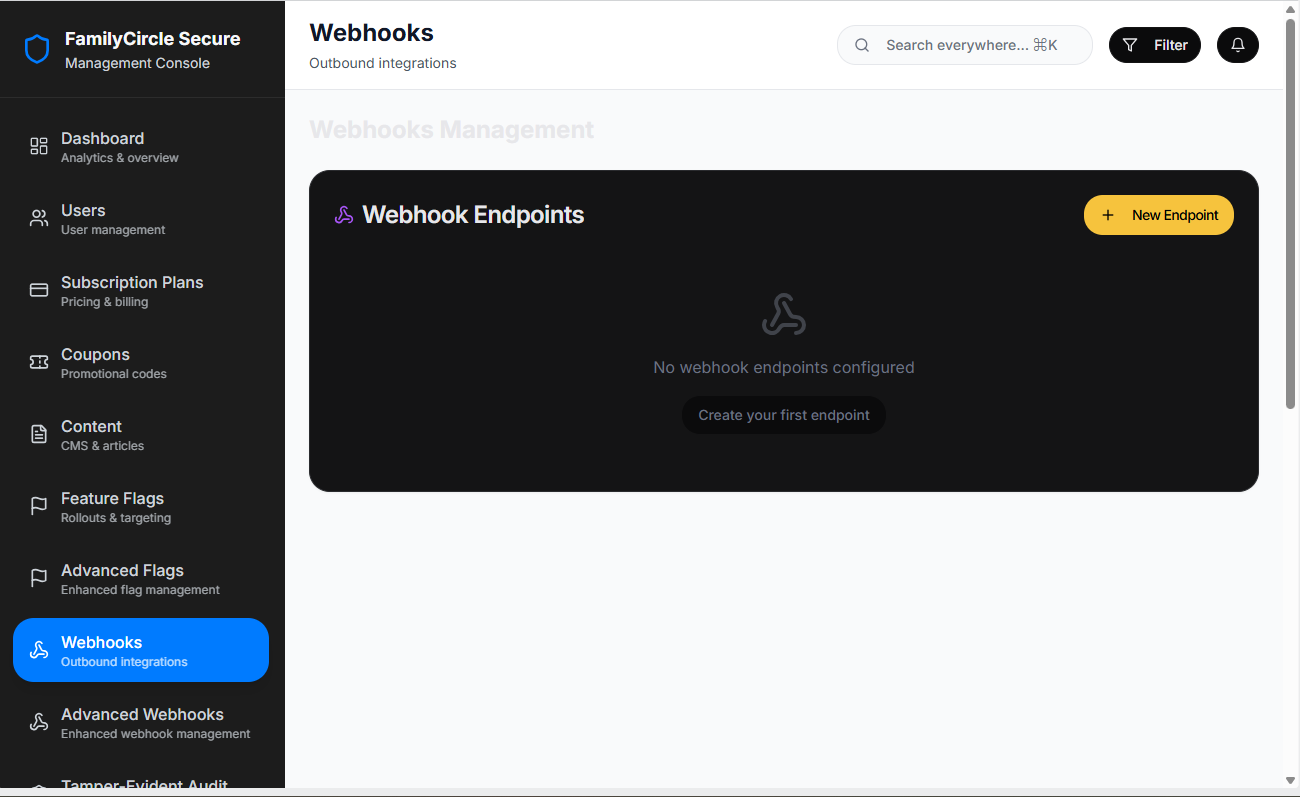 FamilyCircle Secure
Management Console
Dashboard
Analytics & overview
Users
User management
Subscription Plans
Pricing & billing
Coupons
Promotional codes
Content
CMS & articles
Feature Flags
Rollouts & targeting
Advanced Flags
Enhanced flag management
Webhooks
Outbound integrations
Advanced Webhooks
Enhanced webhook management
Tamper-Evident Audit
Webhooks
Outbound integrations
Search everywhere... ⌘K
Filter
Webhooks Management
Webhook Endpoints
+ New Endpoint
No webhook endpoints configured
Create your first endpoint